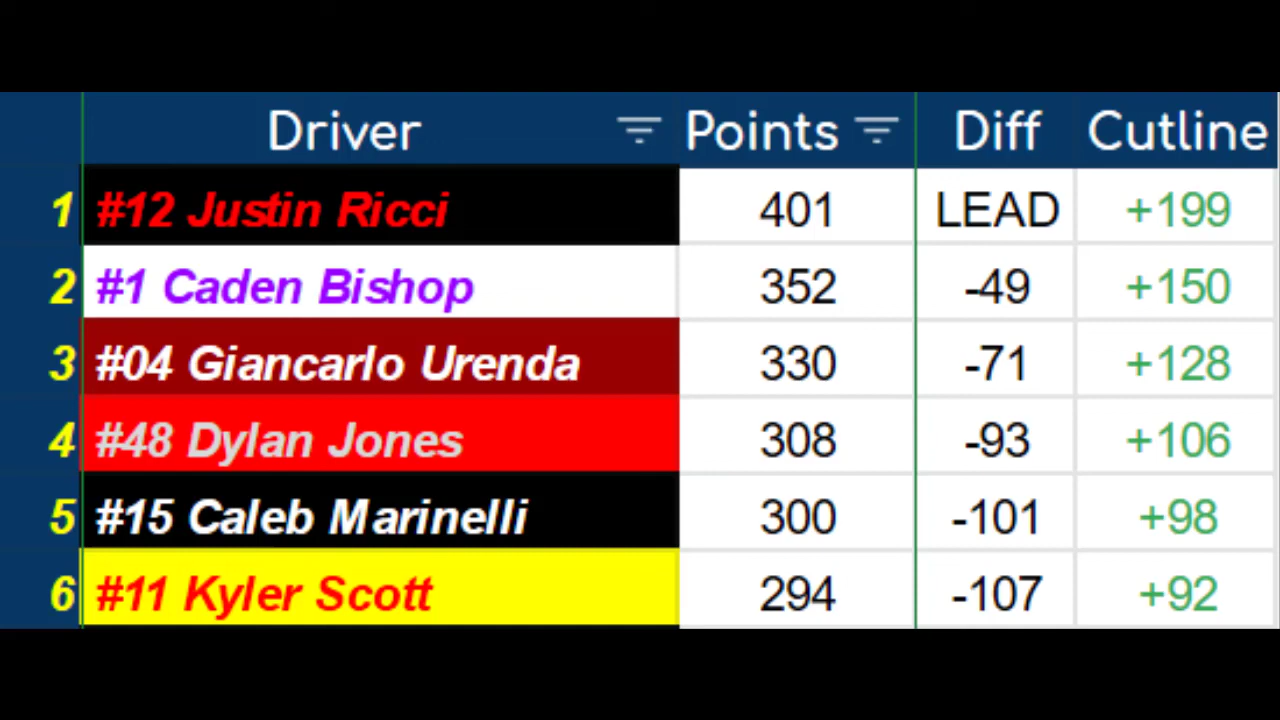 Driver Points Diff Cutline
1 #12 Justin Ricci 401 LEAD +199
2 #1 Caden Bishop 352 -49 +150
3 #04 Giancarlo Urenda 330 -71 +128
4 #48 Dylan Jones 308 -93 +106
5 #15 Caleb Marinelli 300 -101 +98
6 #11 Kyler Scott 294 -107 +92